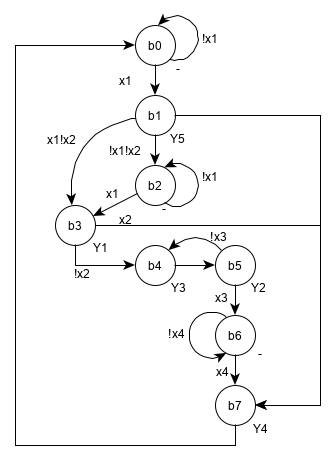 b0
!x1
-
x1
b1
Y5
x1!x2
!x1!x2
b2
!x1
-
x1
x2
b3
Y1
!x2
!x3
b4
Y3
b5
Y2
x3
!x4
b6
-
x4
b7
Y4